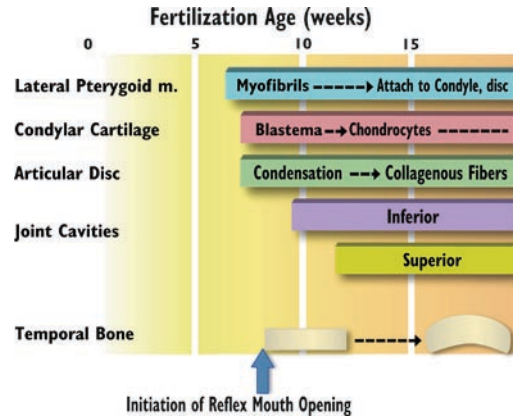 Fertilization Age (weeks)
0 5 10 15
Lateral Pterygoid m. Myofibrils Attach to Condyle, disc
Condylar Cartilage Blastema Chondrocytes
Articular Disc Condensation Collagenous Fibers
Joint Cavities
Inferior
Superior
Temporal Bone
Initiation of Reflex Mouth Opening